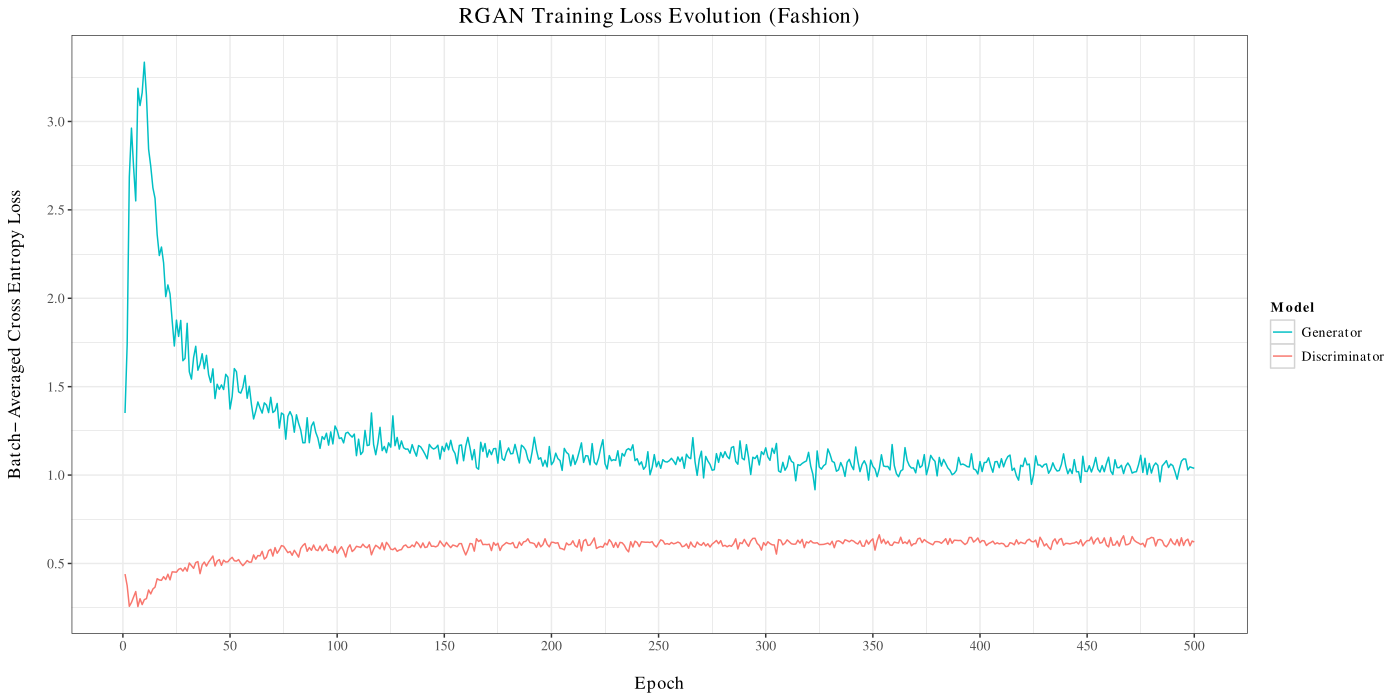 RGAN Training Loss Evolution (Fashion)
Batch− Averaged Cross Entropy Loss
3.0
2.5
2.0
1.5
1.0
0.5
0 50 100 150 200 250 300 350 400 450 500
Epoch
Model
Generator
Discriminator